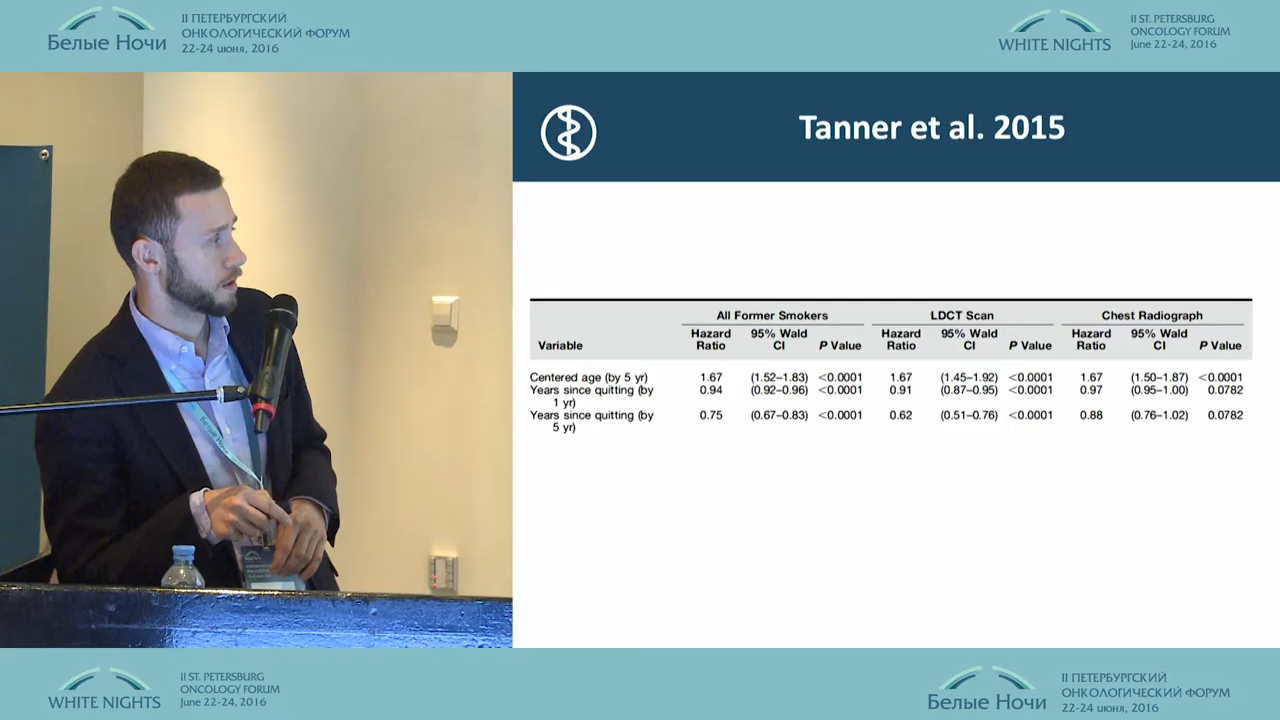 Белые Ночи
II ПЕТЕРБУРГСКИЙ
ОНКОЛОГИЧЕСКИЙ ФОРУМ
22-24 июня, 2016
WHITE NIGHTS
II ST. PETERSBURG
ONCOLOGY FORUM
June 22-24, 2016
Tanner et al. 2015
All Former Smokers LDCT Scan Chest Radiograph
Variable Hazard Ratio 95% Wald CI P Value Hazard Ratio 95% Wald CI P Value Hazard Ratio 95% Wald CI P Value
Centered age (by 5 yr) 1.67 (1.52–1.83) <0.0001 1.67 (1.45–1.92) <0.0001 1.67 (1.50–1.87) <0.0001
Years since quitting (by 1 yr) 0.94 (0.92–0.96) <0.0001 0.91 (0.87–0.95) <0.0001 0.97 (0.95–1.00) 0.0782
Years since quitting (by 5 yr) 0.75 (0.67–0.83) <0.0001 0.62 (0.51–0.76) <0.0001 0.88 (0.76–1.02) 0.0782
Белые Ночи
WHITE NIGHTS
II ST. PETERSBURG
ONCOLOGY FORUM
June 22-24, 2016
Белые Ночи
II ПЕТЕРБУРГСКИЙ
ОНКОЛОГИЧЕСКИЙ ФОРУМ
22-24 июня, 2016